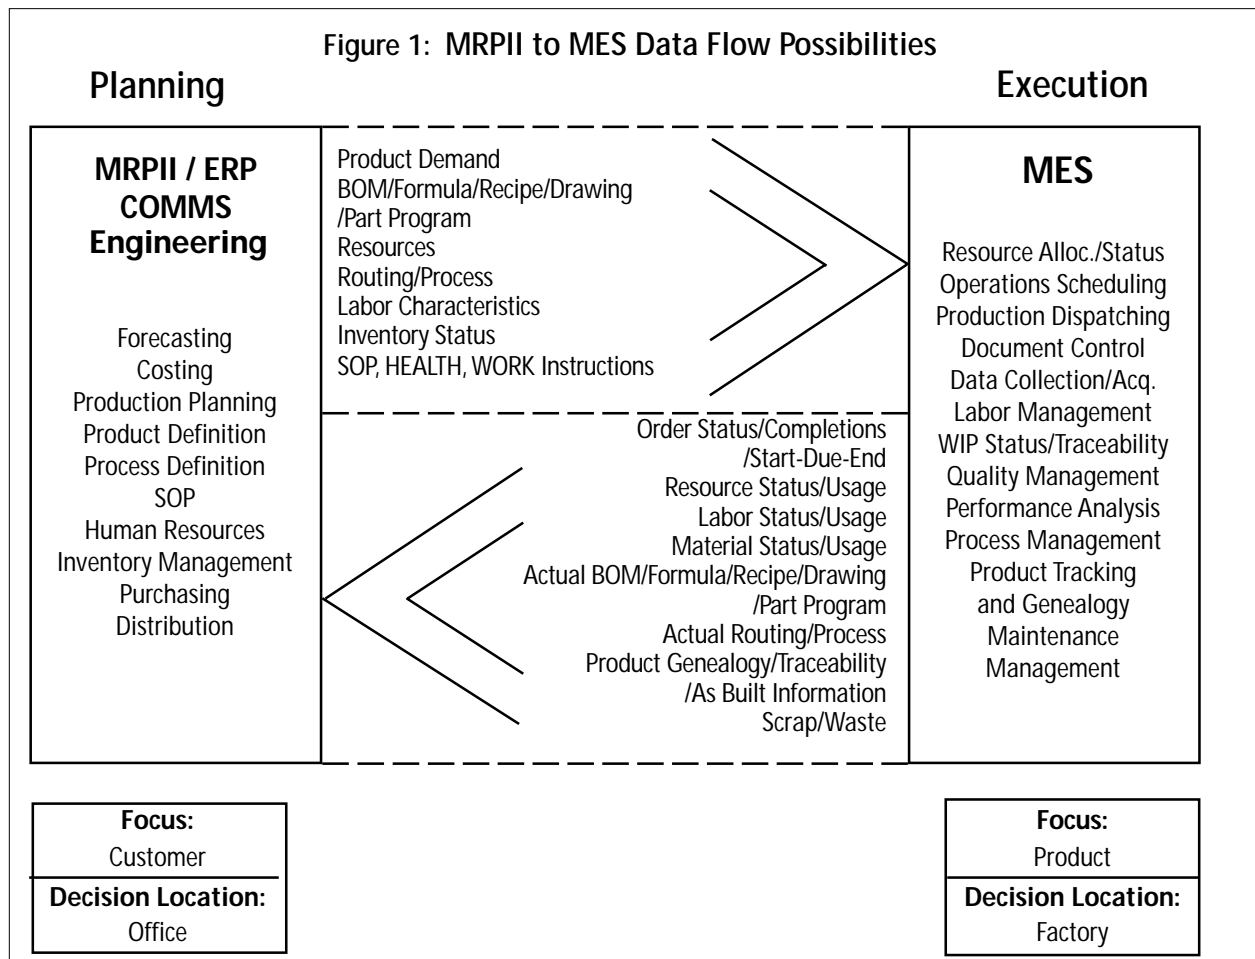 Figure 1: MRPII to MES Data Flow Possibilities
Planning
Execution
MRPII / ERP
COMMS
Engineering
Forecasting
Costing
Production Planning
Product Definition
Process Definition
SOP
Human Resources
Inventory Management
Purchasing
Distribution
Product Demand
BOM/Formula/Recipe/Drawing
/Part Program
Resources
Routing/Process
Labor Characteristics
Inventory Status
SOP, HEALTH, WORK Instructions
Order Status/Completions
/Start-Due-End
Resource Status/Usage
Labor Status/Usage
Material Status/Usage
Actual BOM/Formula/Recipe/Drawing
/Part Program
Actual Routing/Process
Product Genealogy/Traceability
/As Built Information
Scrap/Waste
MES
Resource Alloc./Status
Operations Scheduling
Production Dispatching
Document Control
Data Collection/Acq.
Labor Management
WIP Status/Traceability
Quality Management
Performance Analysis
Process Management
Product Tracking
and Genealogy
Maintenance
Management
Focus:
Customer
Decision Location:
Office
Focus:
Product
Decision Location:
Factory